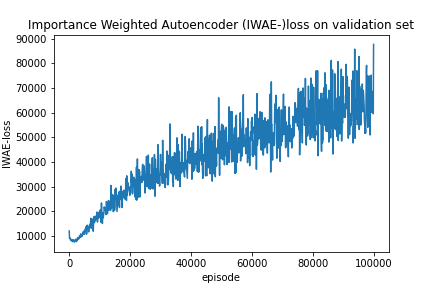 Importance Weighted Autoencoder (IWAE-)loss on validation set
90000
80000
70000
60000
50000
40000
30000
20000
10000
IWAE-loss
0 20000 40000 60000 80000 100000
episode